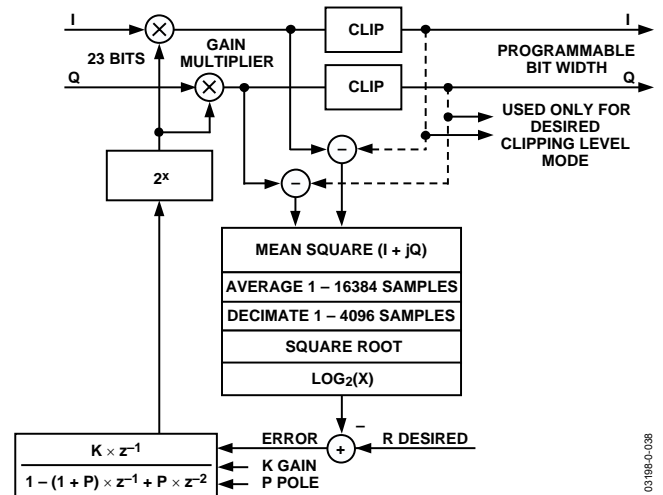 I
CLIP
I
23 BITS
GAIN
MULTIPLIER
PROGRAMMABLE
BIT WIDTH
Q
CLIP
Q
×
×
USED ONLY FOR
DESIRED
CLIPPING LEVEL
MODE
–
–
2^x
MEAN SQUARE (I + jQ)
AVERAGE 1 – 16384 SAMPLES
DECIMATE 1 – 4096 SAMPLES
SQUARE ROOT
LOG₂(X)
–
ERROR
+
R DESIRED
K × z⁻¹
1 – (1 + P) × z⁻¹ + P × z⁻²
K GAIN
P POLE
03198-0-038